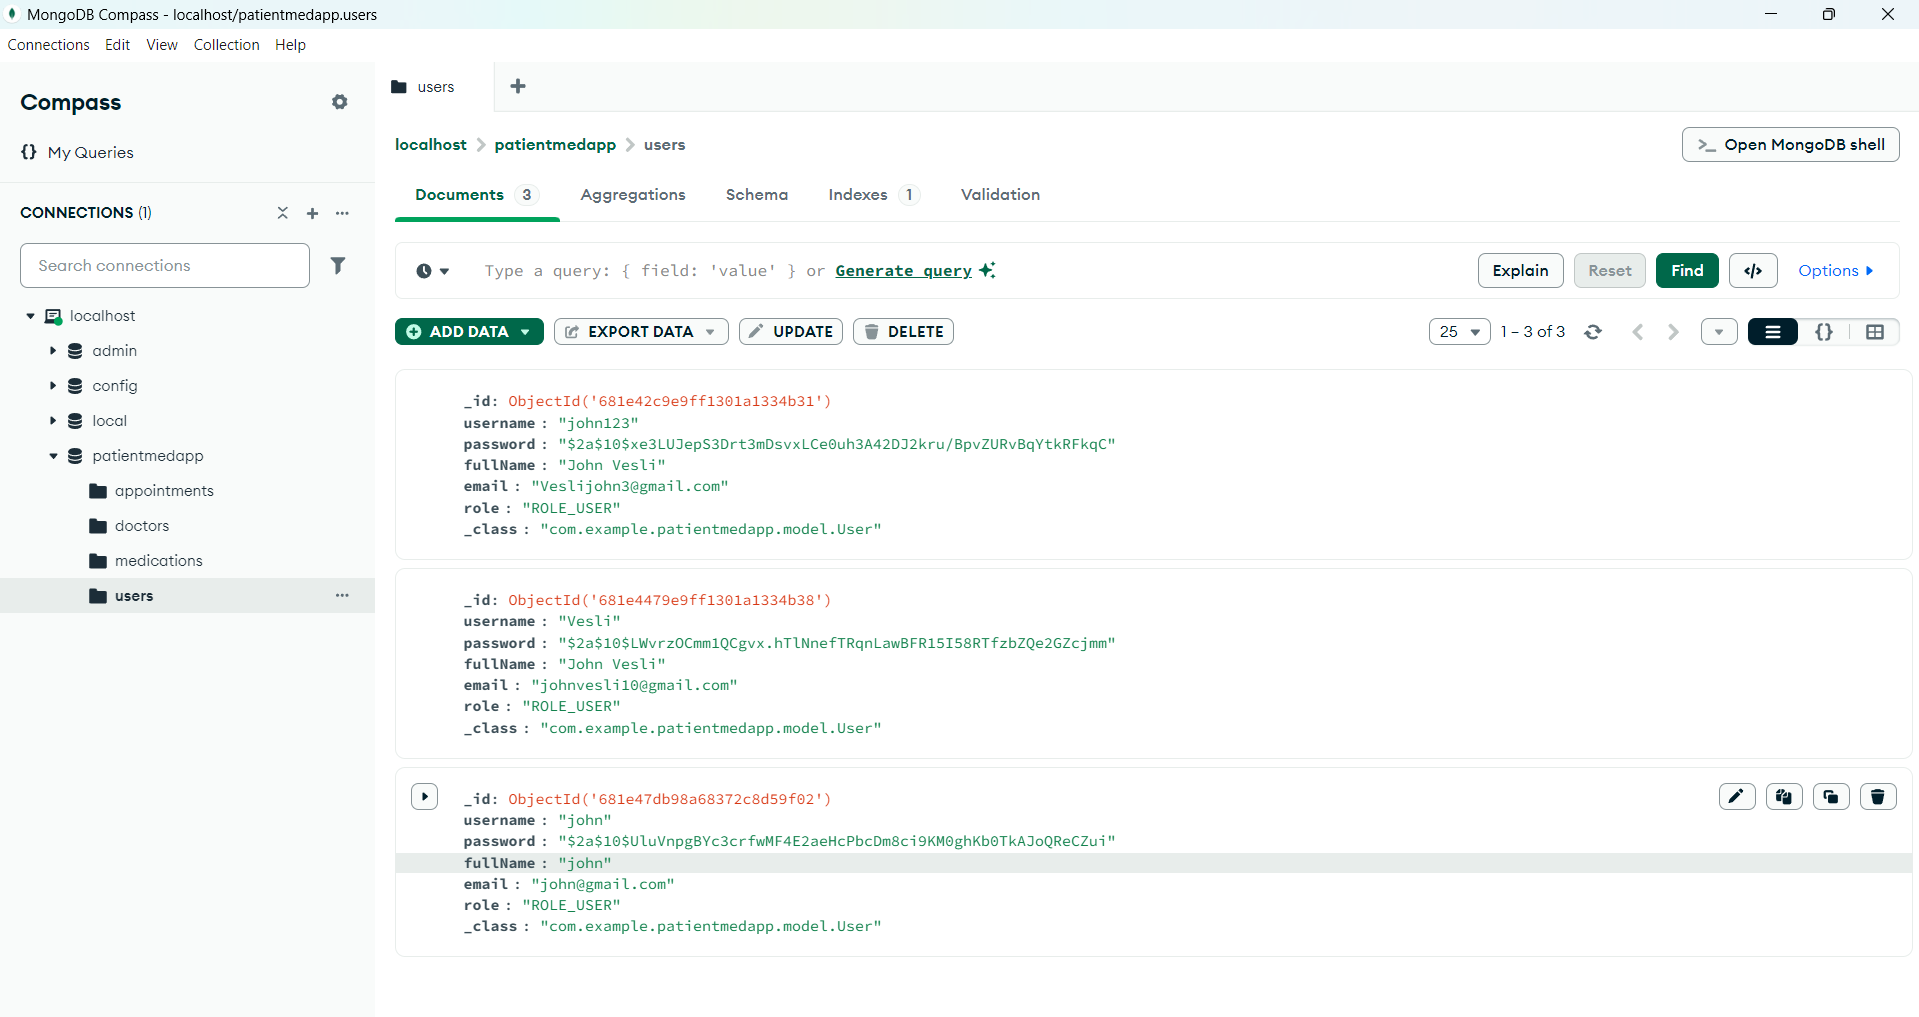 MongoDB Compass - localhost/patientmedapp.users
Connections Edit View Collection Help
Compass
{} My Queries
CONNECTIONS (1)
Search connections
localhost
admin
config
local
patientmedapp
appointments
doctors
medications
users
users
localhost > patientmedapp > users
>_ Open MongoDB shell
Documents 3 Aggregations Schema Indexes 1 Validation
Type a query: { field: 'value' } or Generate query
Explain Reset Find </> Options
ADD DATA EXPORT DATA UPDATE DELETE
25 1 – 3 of 3 {}
_id: ObjectId('681e42c9e9ff1301a1334b31')
username : "john123"
password : "$2a$10$xe3LUJepS3Drt3mDsvxLCe0uh3A42DJ2kru/BpvZURvBqYtkRFkqC"
fullName : "John Vesli"
email : "Veslijohn3@gmail.com"
role : "ROLE_USER"
_class : "com.example.patientmedapp.model.User"
_id: ObjectId('681e4479e9ff1301a1334b38')
username : "Vesli"
password : "$2a$10$LWvrzOCmm1QCgvx.hTlNnefTRqnLawBFR15I58RTfzbZQe2GZcjmm"
fullName : "John Vesli"
email : "johnvesli10@gmail.com"
role : "ROLE_USER"
_class : "com.example.patientmedapp.model.User"
_id: ObjectId('681e47db98a68372c8d59f02')
username : "john"
password : "$2a$10$UluVnpgBYc3crfwMF4E2aeHcPbcDm8ci9KM0ghKb0TkAJoQReCZui"
fullName : "john"
email : "john@gmail.com"
role : "ROLE_USER"
_class : "com.example.patientmedapp.model.User"